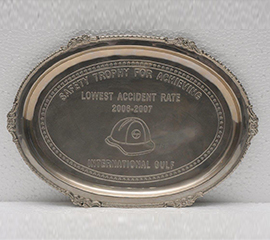 SAFETY TROPHY FOR ACHIEVING
LOWEST ACCIDENT RATE
2006-2007
INTERNATIONAL GULF